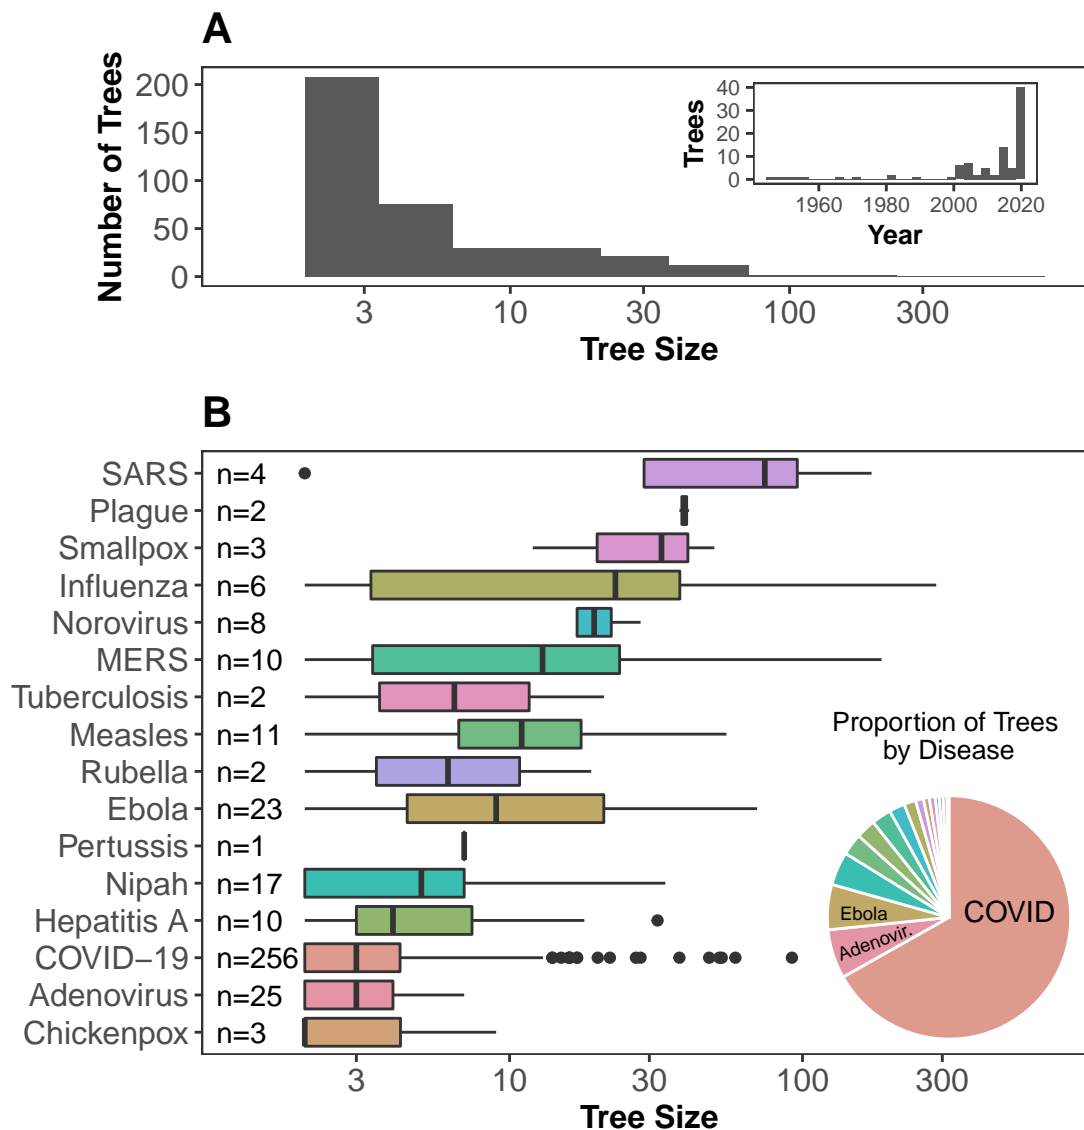 A
Number of Trees
200
150
100
50
0
3 10 30 100 300
Tree Size
Trees
40
30
20
10
0
1960 1980 2000 2020
Year
B
SARS n=4
Plague n=2
Smallpox n=3
Influenza n=6
Norovirus n=8
MERS n=10
Tuberculosis n=2
Measles n=11
Rubella n=2
Ebola n=23
Pertussis n=1
Nipah n=17
Hepatitis A n=10
COVID−19 n=256
Adenovirus n=25
Chickenpox n=3
Proportion of Trees
by Disease
COVID
Ebola
Adenovir.
3 10 30 100 300
Tree Size